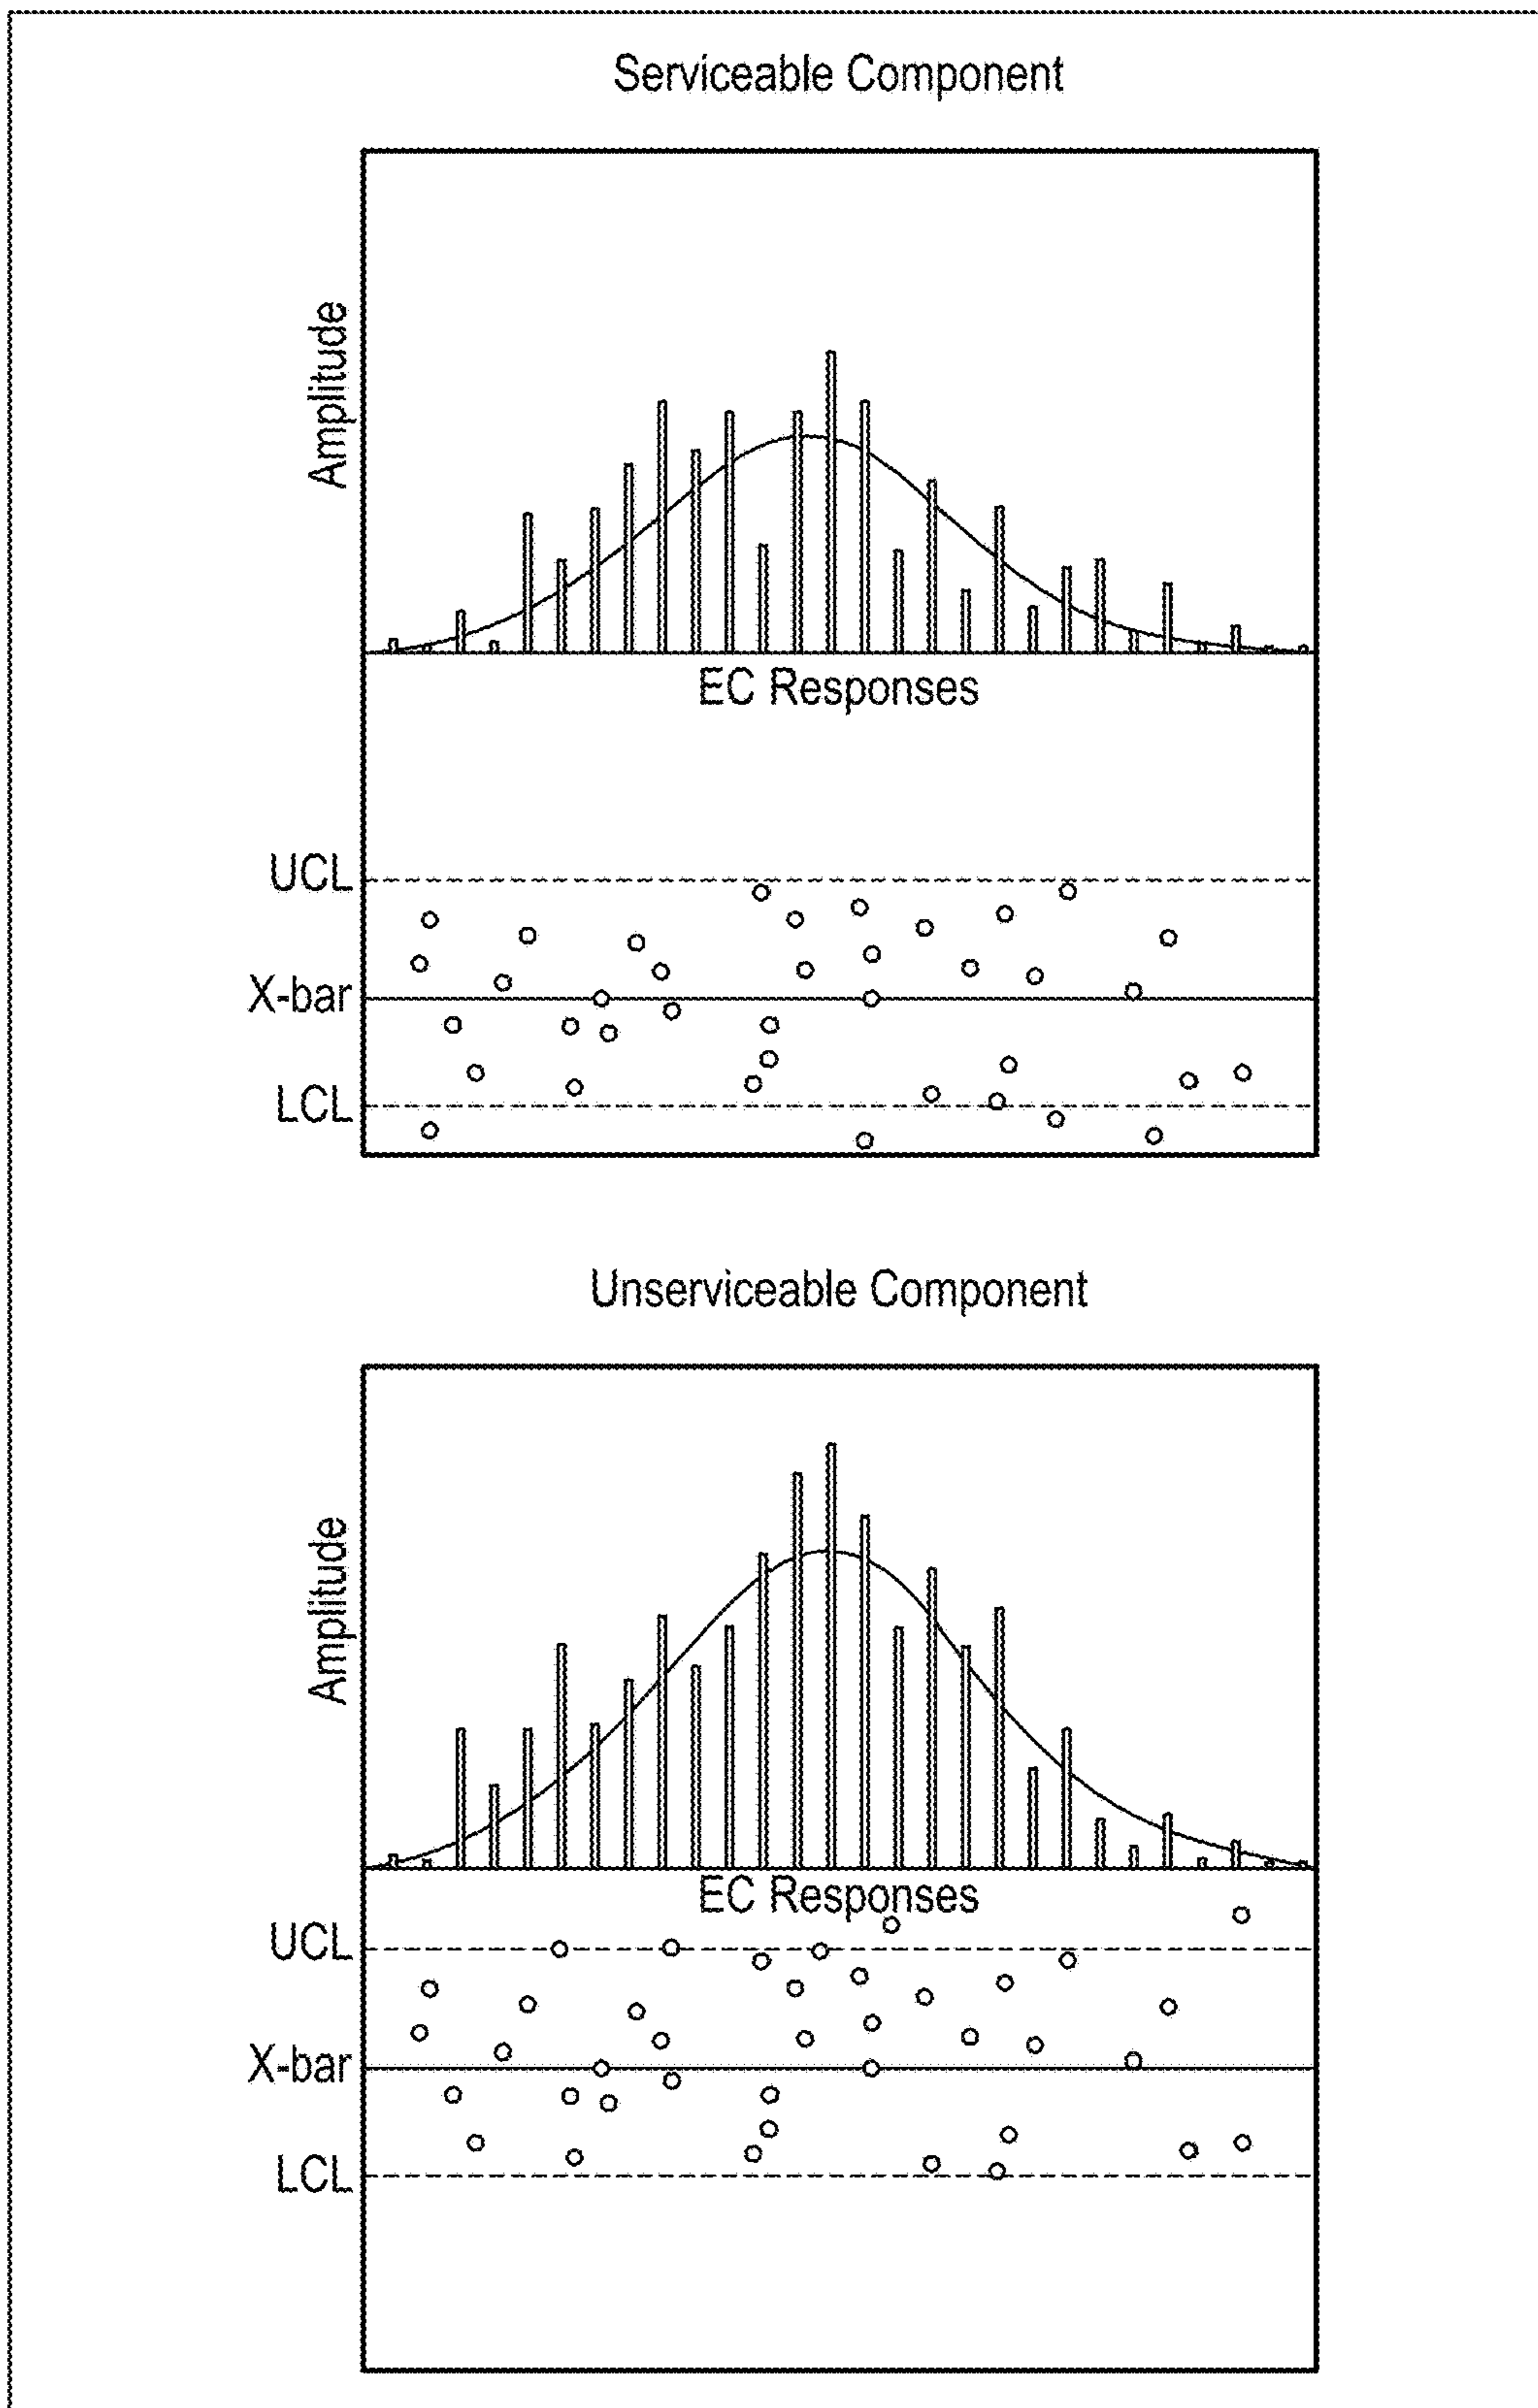 Serviceable Component
Amplitude
EC Responses
UCL
X-bar
LCL
Unserviceable Component
Amplitude
EC Responses
UCL
X-bar
LCL